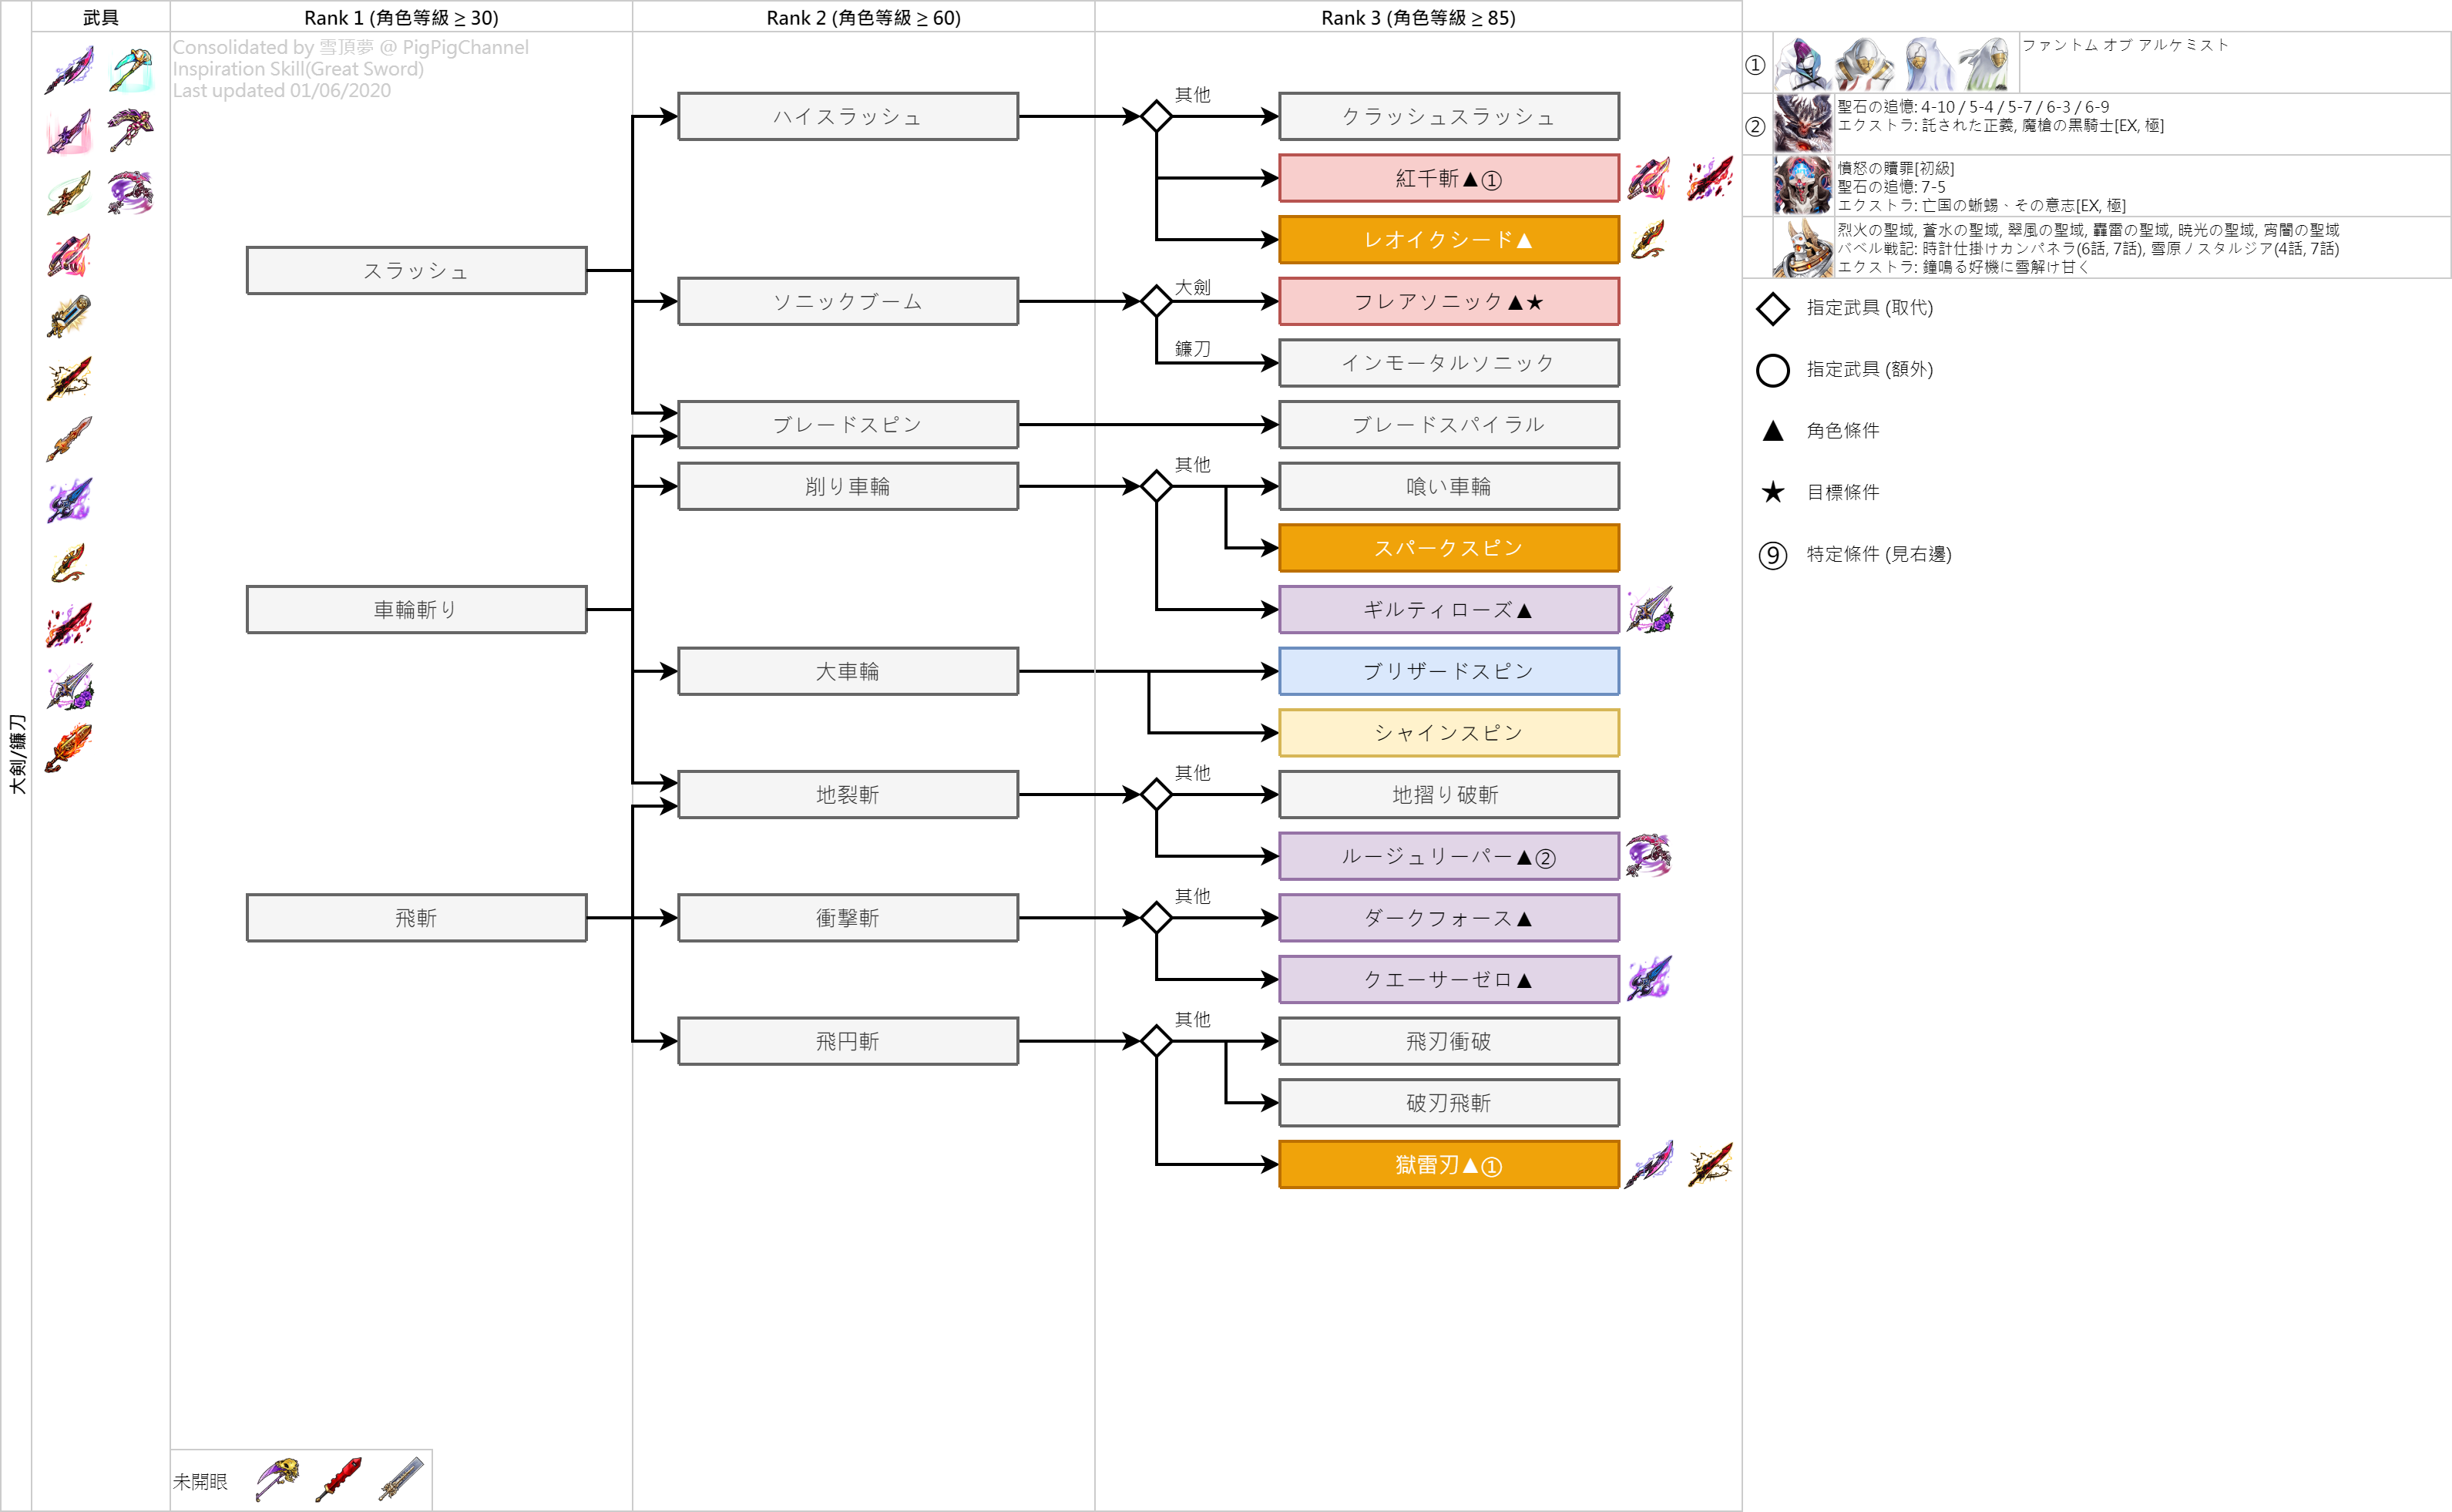 武具
Rank 1 (角色等級 ≥ 30)
Rank 2 (角色等級 ≥ 60)
Rank 3 (角色等級 ≥ 85)
Consolidated by 雪頂夢 @ PigPigChannel
Inspiration Skill(Great Sword)
Last updated 01/06/2020
大剣/鐮刀
スラッシュ
車輪斬り
飛斬
ハイスラッシュ
ソニックブーム
ブレードスピン
削り車輪
大車輪
地裂斬
衝撃斬
飛円斬
其他
クラッシュスラッシュ
紅千斬▲①
レオイクシード▲
大劍
フレアソニック▲★
鐮刀
インモータルソニック
ブレードスパイラル
其他
喰い車輪
スパークスピン
ギルティローズ▲
ブリザードスピン
シャインスピン
其他
地摺り破斬
ルージュリーパー▲②
其他
ダークフォース▲
クエーサーゼロ▲
其他
飛刃衝破
破刃飛斬
獄雷刃▲①
未開眼
①
ファントム オブ アルケミスト
②
聖石の追憶: 4-10 / 5-4 / 5-7 / 6-3 / 6-9
エクストラ: 託された正義, 魔槍の黒騎士[EX, 極]
憤怒の贖罪[初級]
聖石の追憶: 7-5
エクストラ: 亡国の蜥蜴、その意志[EX, 極]
烈火の聖域, 蒼水の聖域, 翠風の聖域, 轟雷の聖域, 暁光の聖域, 宵闇の聖域
バベル戦記: 時計仕掛けカンパネラ(6話, 7話), 雪原ノスタルジア(4話, 7話)
エクストラ: 鐘鳴る好機に雪解け甘く
指定武具 (取代)
指定武具 (額外)
▲ 角色條件
★ 目標條件
⑨ 特定條件 (見右邊)